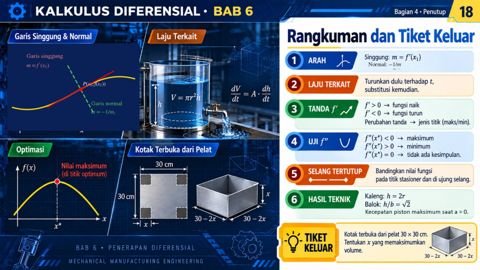 KALKULUS DIFERENSIAL • BAB 6
Bagian 4 • Penutup
18
Garis Singgung & Normal
Garis singgung
m = f'(x₁)
Garis normal
Laju Terkait
V = πr²h
h
dV/dt = A · dh/dt
Optimasi
f(x)
Nilai maksimum
(di titik optimum)
x*
x
Kotak Terbuka dari Pelat
30 cm
30 cm
x
30−2x
30−2x
x
BAB 6 • PENERAPAN DIFERENSIAL
MECHANICAL MANUFACTURING ENGINEERING
Rangkuman dan Tiket Keluar
1 ARAH
Singgung: m = f'(x₁)
Normal: −1/m
2 LAJU TERKAIT
Turunkan dulu terhadap t,
substitusi kemudian.
3 TANDA f'
f' > 0 → fungsi naik
f' < 0 → fungsi turun
Perubahan tanda → jenis titik (maks/min).
4 UJI f''
f''(x*) < 0 → maksimum
f''(x*) > 0 → minimum
f''(x*) = 0 → tidak ada kesimpulan.
5 SELANG TERTUTUP
Bandingkan nilai fungsi
pada titik stasioner dan di ujung selang.
6 HASIL TEKNIK
Kaleng: h = 2r
Balok: h/b = √2
Kecepatan piston maksimum saat a = 0.
TIKET
KELUAR
Kotak terbuka dari pelat 30 × 30 cm.
Tentukan x yang memaksimumkan
volume.
x
30−2x
30−2x